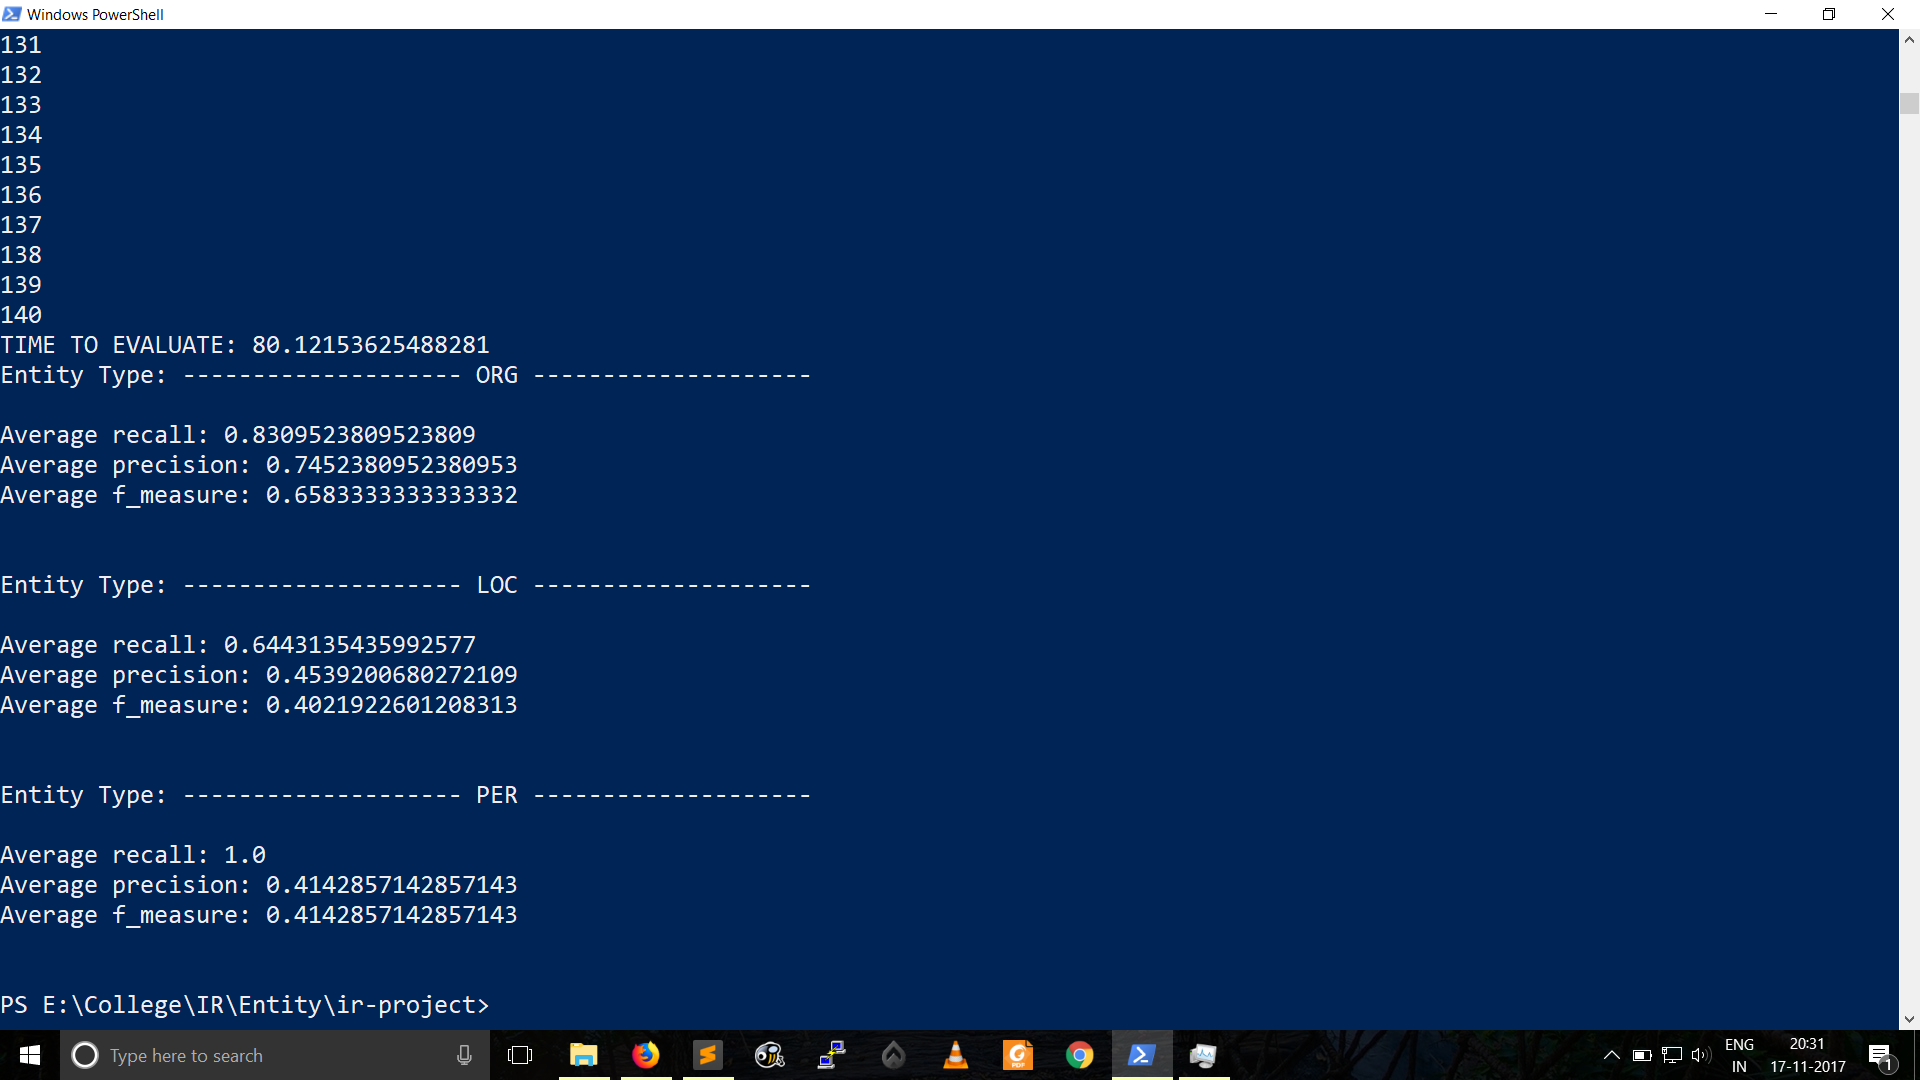 Windows PowerShell
131
132
133
134
135
136
137
138
139
140
TIME TO EVALUATE: 80.12153625488281
Entity Type: -------------------- ORG --------------------
Average recall: 0.8309523809523809
Average precision: 0.7452380952380953
Average f_measure: 0.6583333333333332
Entity Type: -------------------- LOC --------------------
Average recall: 0.6443135435992577
Average precision: 0.4539200680272109
Average f_measure: 0.4021922601208313
Entity Type: -------------------- PER --------------------
Average recall: 1.0
Average precision: 0.4142857142857143
Average f_measure: 0.4142857142857143
PS E:\College\IR\Entity\ir-project>
Type here to search
PDF
ENG
IN
20:31
17-11-2017
1